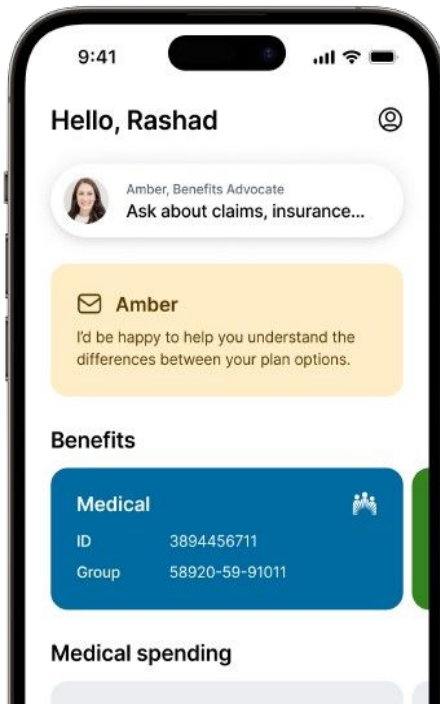 9:41
Hello, Rashad
Amber, Benefits Advocate
Ask about claims, insurance...
Amber
I'd be happy to help you understand the
differences between your plan options.
Benefits
Medical
ID 3894456711
Group 58920-59-91011
Medical spending